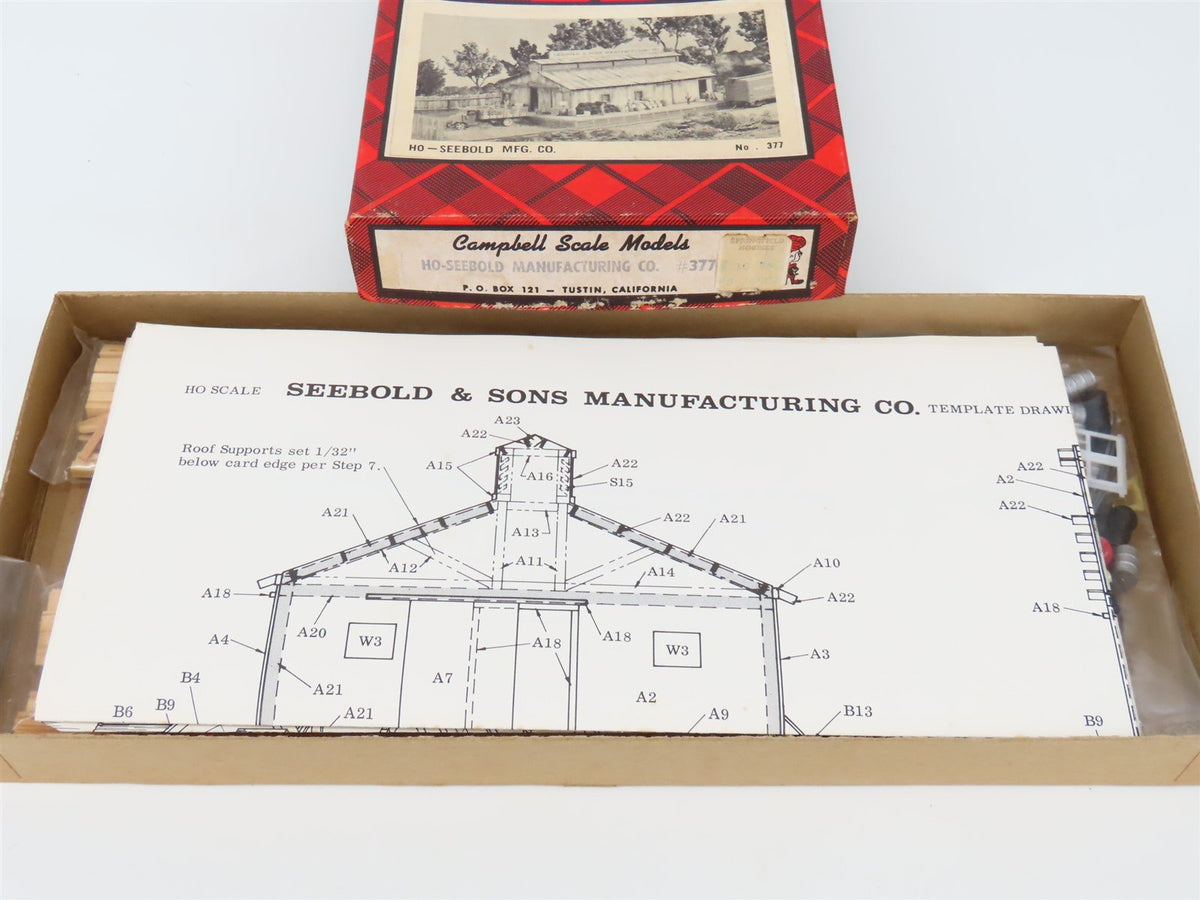 HO—SEEBOLD MFG. CO. No. 377
Campbell Scale Models
HO-SEEBOLD MANUFACTURING CO. #377
SPRINGFIELD
P. O. BOX 121 — TUSTIN, CALIFORNIA
HO SCALE SEEBOLD & SONS MANUFACTURING CO. TEMPLATE DRAWI
Roof Supports set 1/32"
below card edge per Step 7.
A23
A22
A15
A16
A22
S15
A21
A13
A22
A21
A12
A11
A14
A10
A22
A18
A20
W3
A18
W3
A4
A18
A3
A7
A2
A21
B4
B9
B6
A21
A9
B13
A22
A2
A22
A18
B9